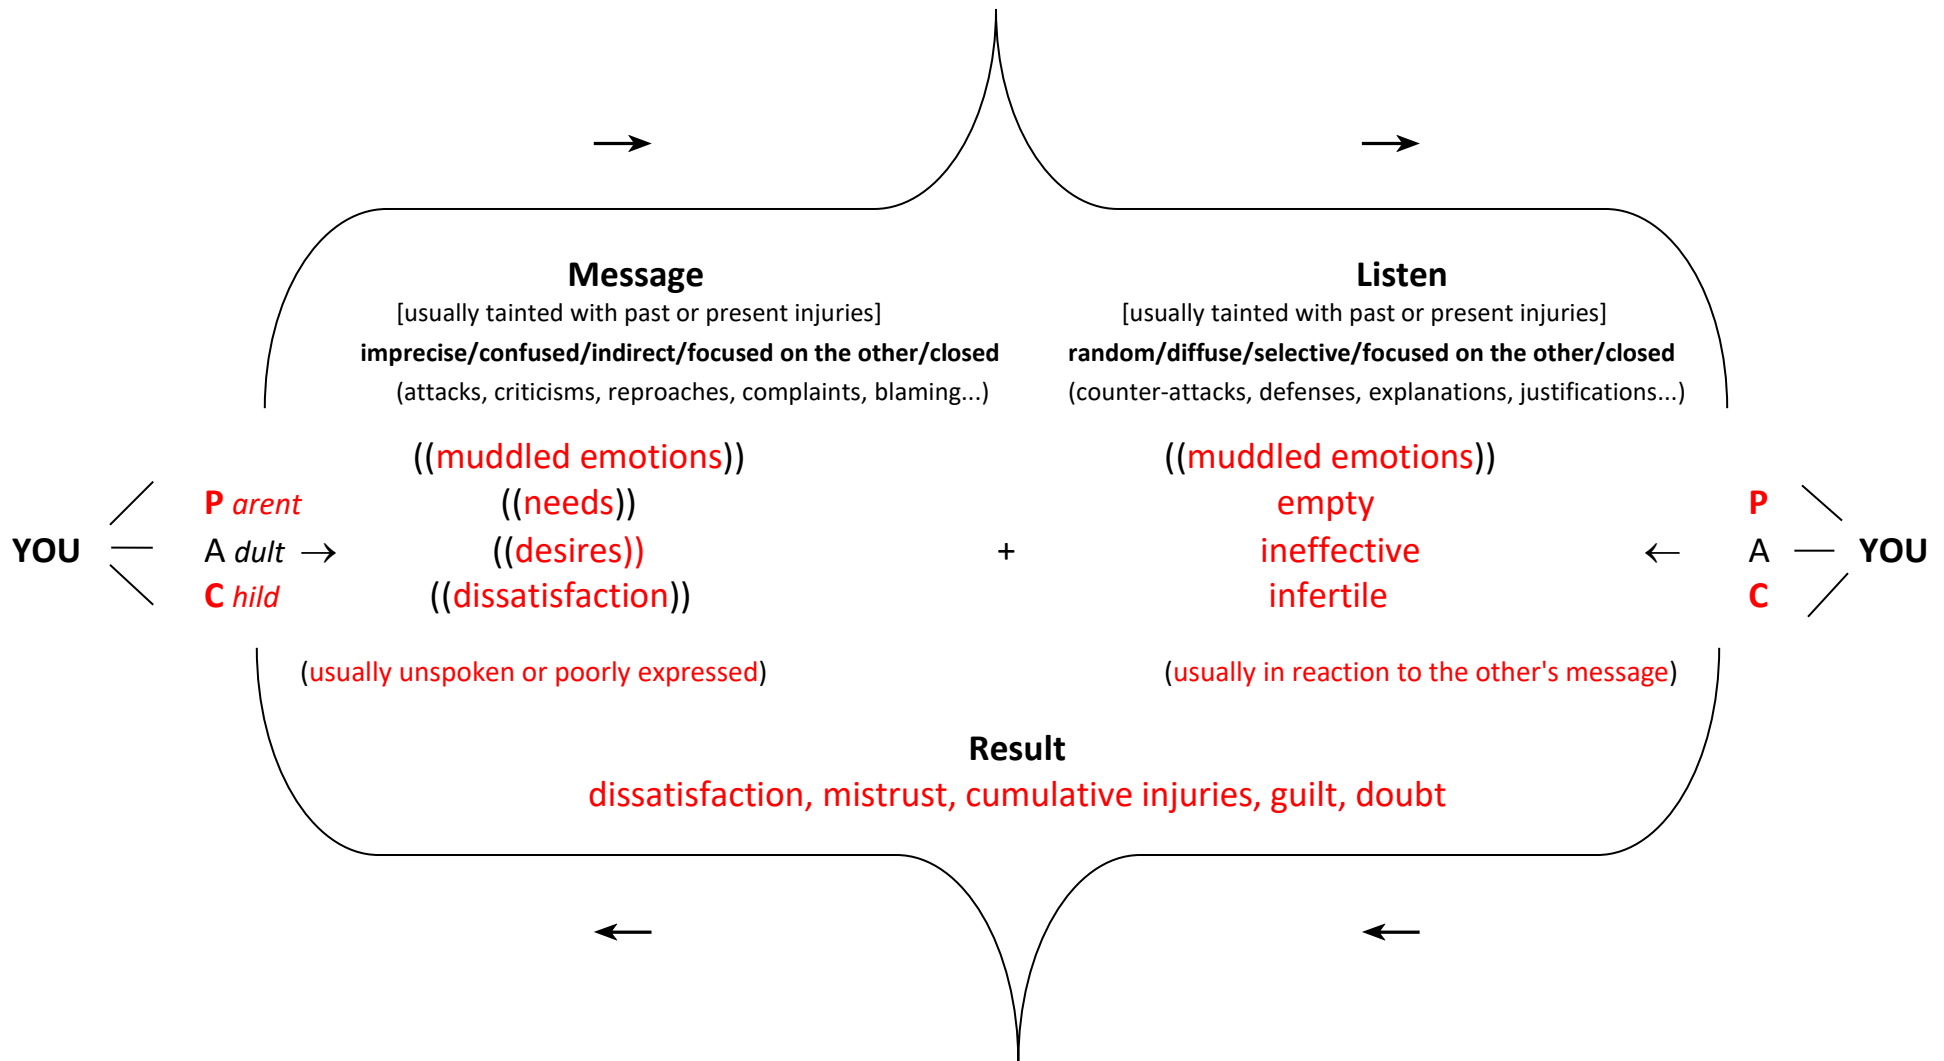 Message
[usually tainted with past or present injuries]
imprecise/confused/indirect/focused on the other/closed
(attacks, criticisms, reproaches, complaints, blaming...)
Listen
[usually tainted with past or present injuries]
random/diffuse/selective/focused on the other/closed
(counter-attacks, defenses, explanations, justifications...)
YOU
P arent
A dult →
C hild
((muddled emotions))
((needs))
((desires))
((dissatisfaction))
(usually unspoken or poorly expressed)
+
((muddled emotions))
empty
ineffective
infertile
(usually in reaction to the other's message)
P
← A
C
YOU
Result
dissatisfaction, mistrust, cumulative injuries, guilt, doubt